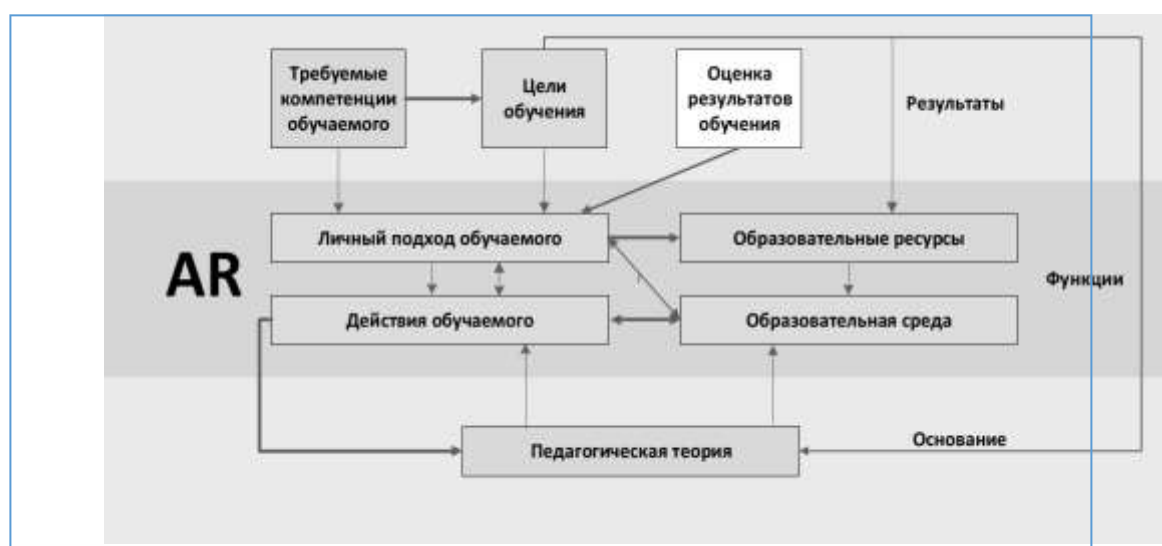 Требуемые
компетенции
обучаемого
Цели
обучения
Оценка
результатов
обучения
Результаты
AR
Личный подход обучаемого
Образовательные ресурсы
Функции
Действия обучаемого
Образовательная среда
Педагогическая теория
Основание